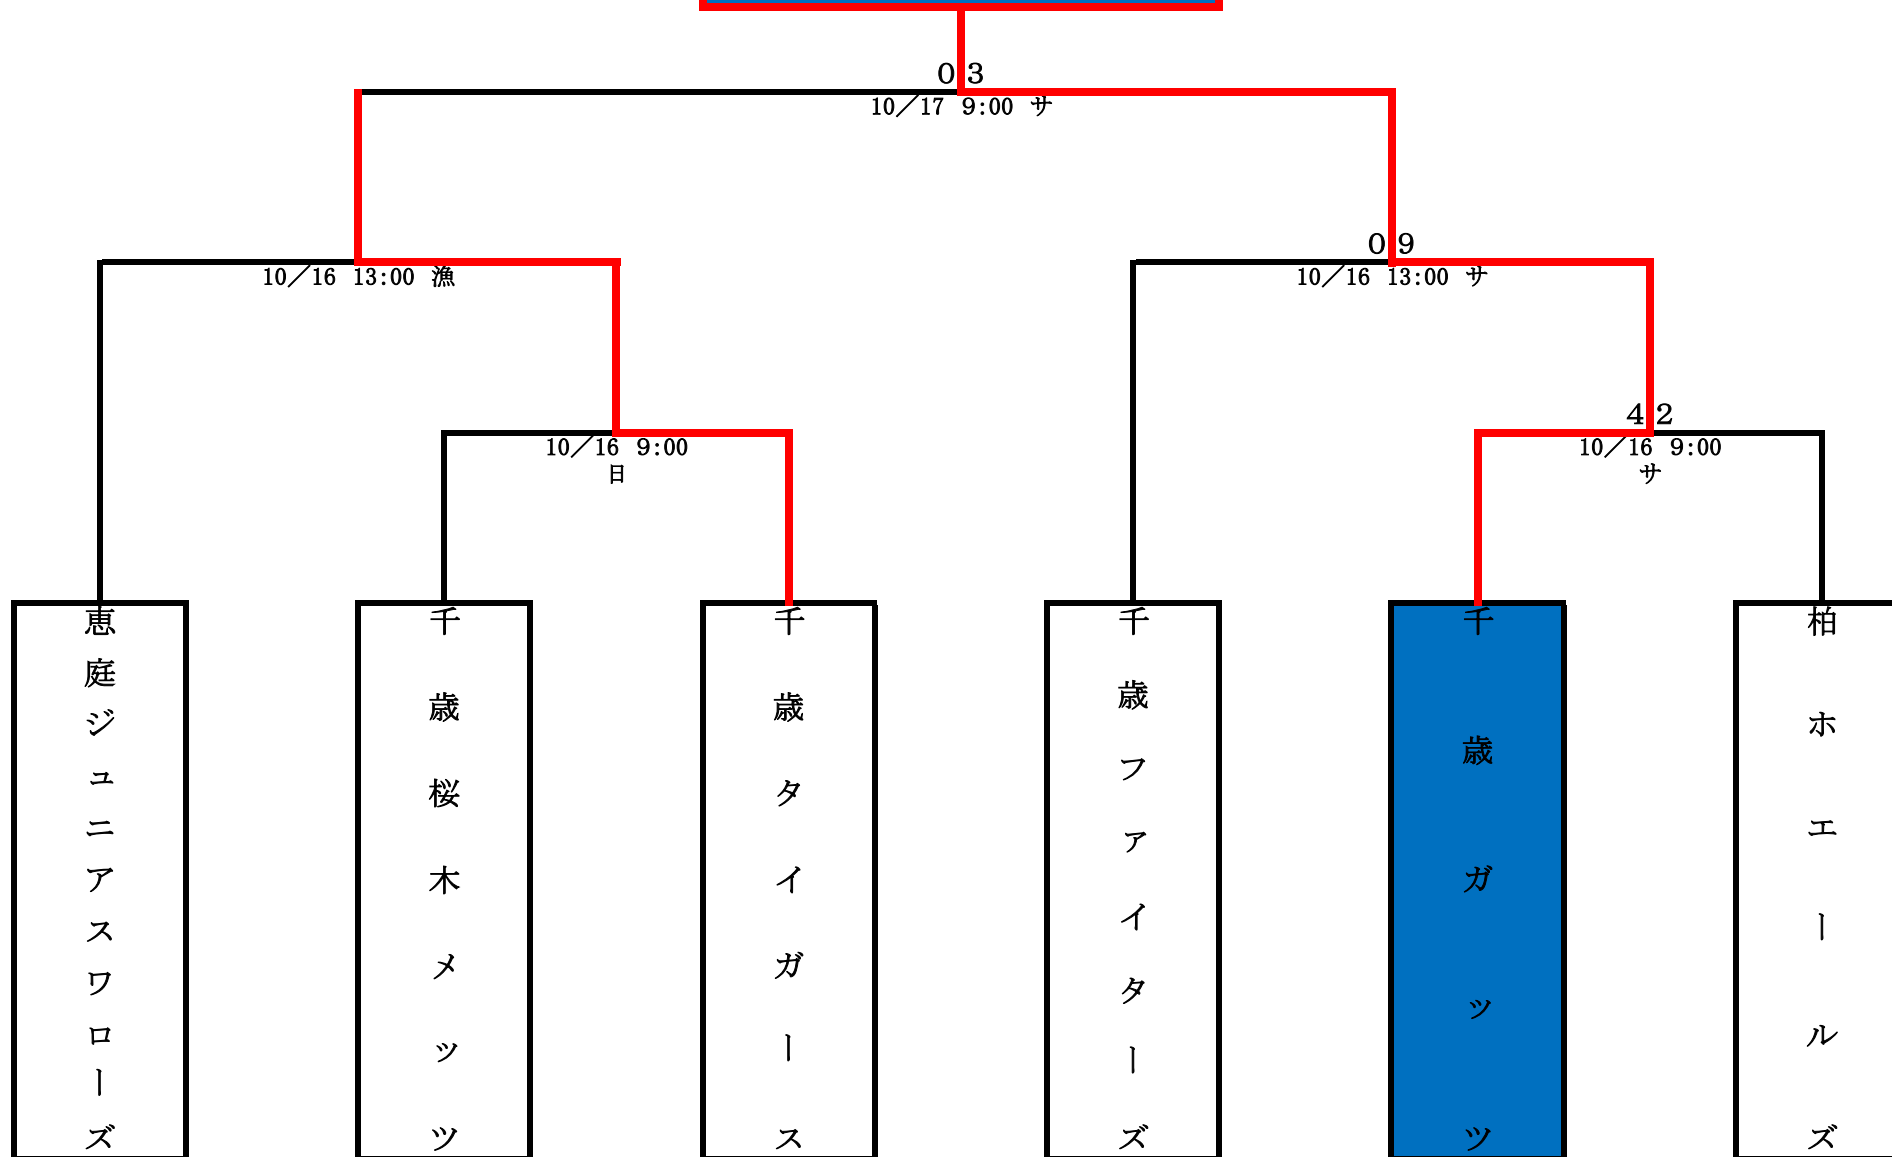 ０ ３
10／17 9:00 サ
０ ９
10／16 13:00 漁
10／16 13:00 サ
４ ２
10／16 9:00
日
10／16 9:00
サ
恵庭ジュニアスワローズ
千歳桜木メッツ
千歳タイガース
千歳ファイターズ
千歳ガッツ
柏ホエールズ